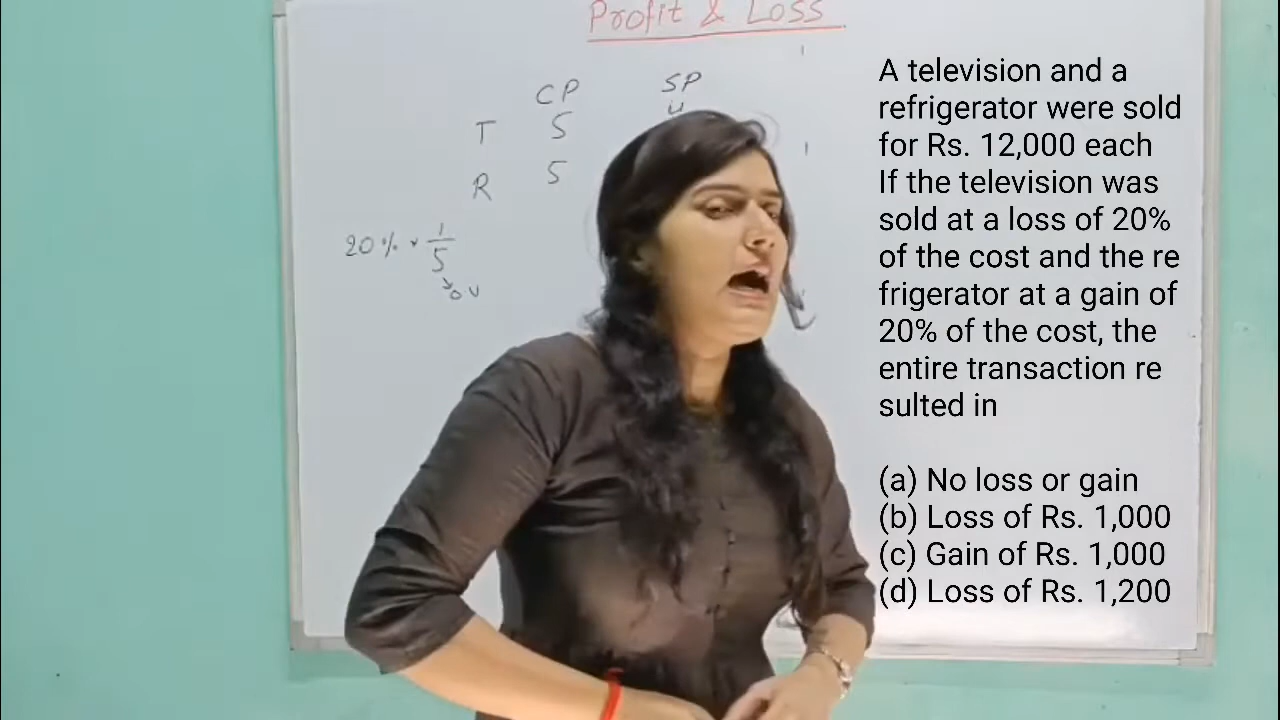 Profit & Loss
CP SP
T 5 4
R 5
20% 1/5
A television and a
refrigerator were sold
for Rs. 12,000 each
If the television was
sold at a loss of 20%
of the cost and the re
frigerator at a gain of
20% of the cost, the
entire transaction re
sulted in
(a) No loss or gain
(b) Loss of Rs. 1,000
(c) Gain of Rs. 1,000
(d) Loss of Rs. 1,200